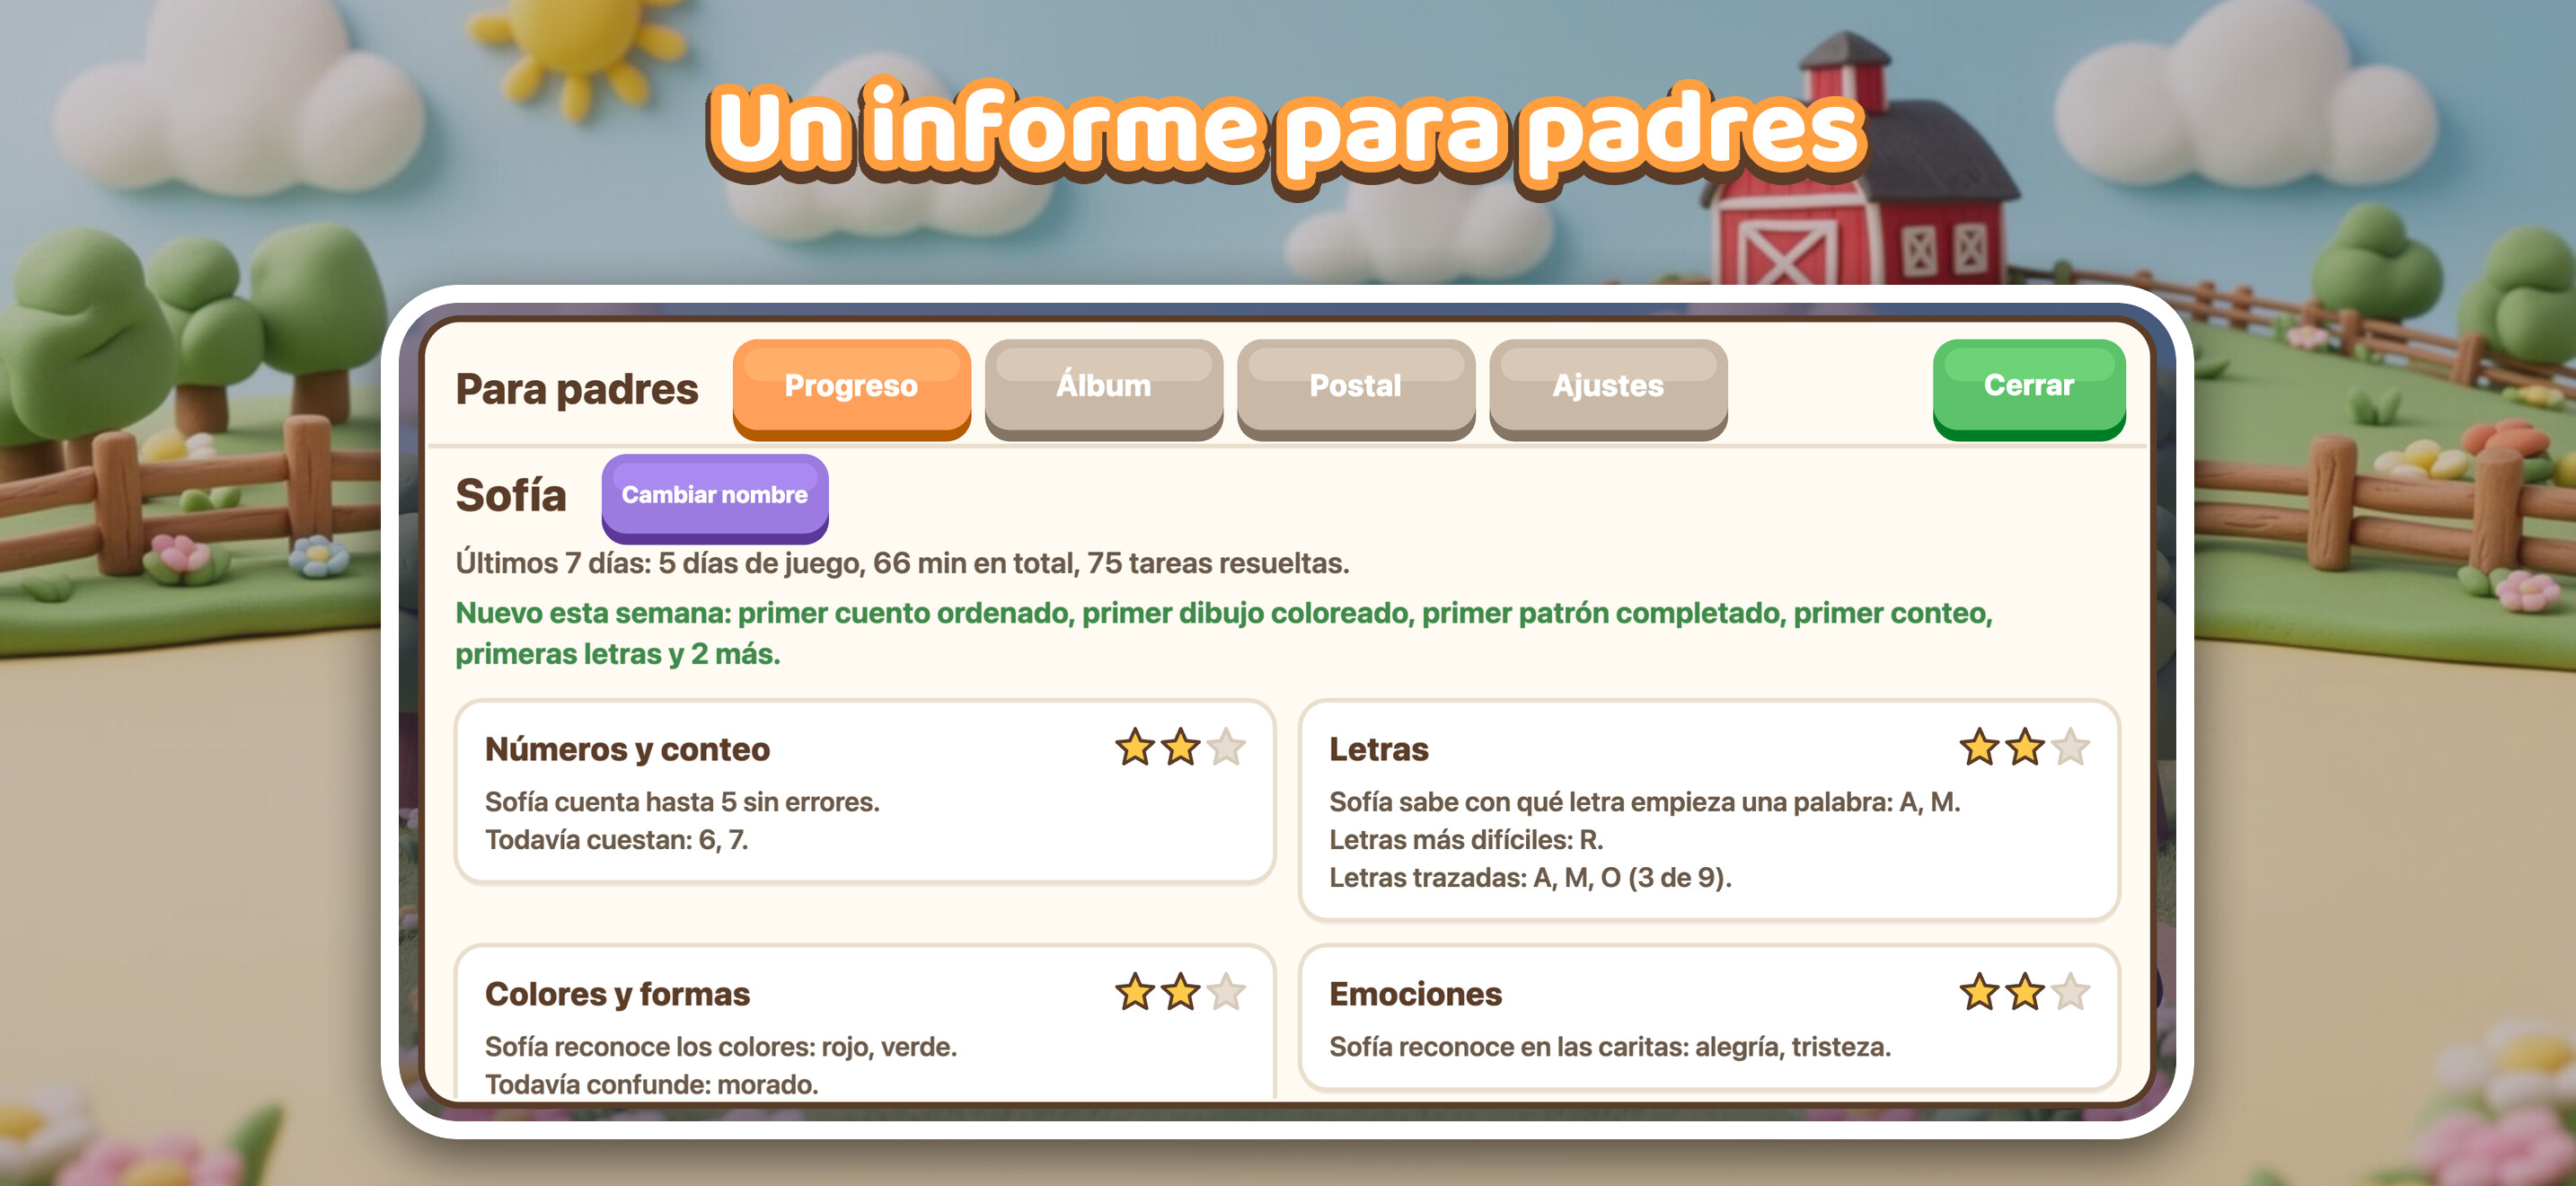 Un informe para padres
Para padres
Progreso
Álbum
Postal
Ajustes
Cerrar
Sofía
Cambiar nombre
Últimos 7 días: 5 días de juego, 66 min en total, 75 tareas resueltas.
Nuevo esta semana: primer cuento ordenado, primer dibujo coloreado, primer patrón completado, primer conteo,
primeras letras y 2 más.
Números y conteo
Sofía cuenta hasta 5 sin errores.
Todavía cuestan: 6, 7.
Letras
Sofía sabe con qué letra empieza una palabra: A, M.
Letras más difíciles: R.
Letras trazadas: A, M, O (3 de 9).
Colores y formas
Sofía reconoce los colores: rojo, verde.
Todavía confunde: morado.
Emociones
Sofía reconoce en las caritas: alegría, tristeza.